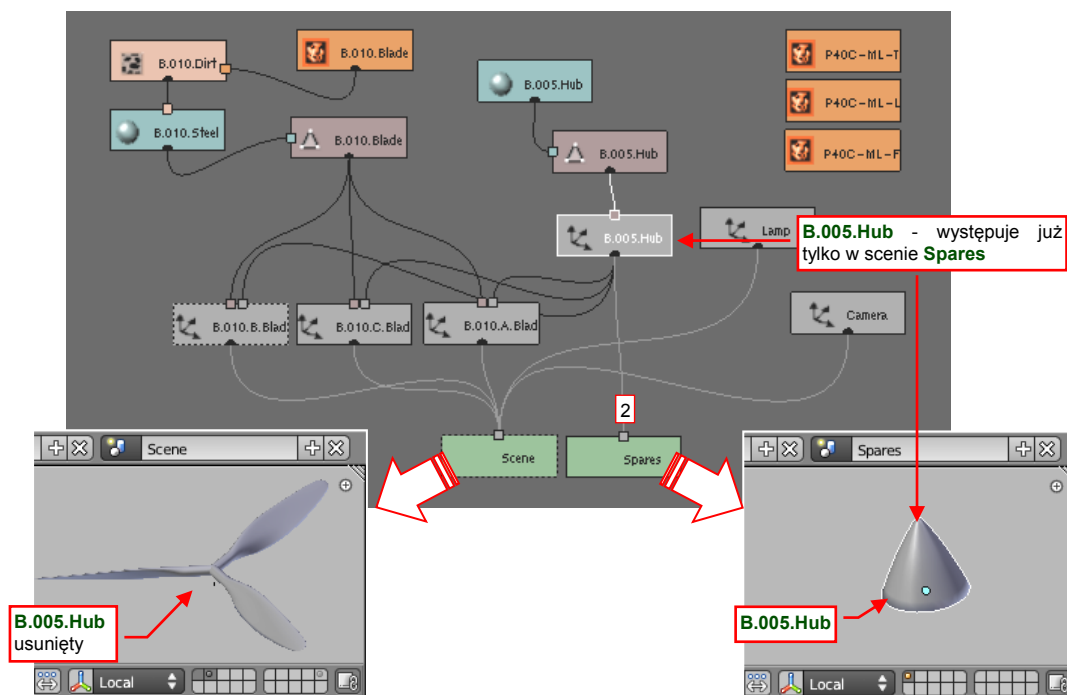 B.010.Dirt
B.010.Blade
B.005.Hub
P40C-ML-T
P40C-ML-L
P40C-ML-F
B.010.Steel
B.010.Blade
B.005.Hub
B.005.Hub
Lamp
B.005.Hub - występuje już
tylko w scenie Spares
B.010.B.Blad
B.010.C.Blad
B.010.A.Blad
Camera
2
Scene
Spares
Scene
Spares
B.005.Hub
usunięty
B.005.Hub
Local
Local